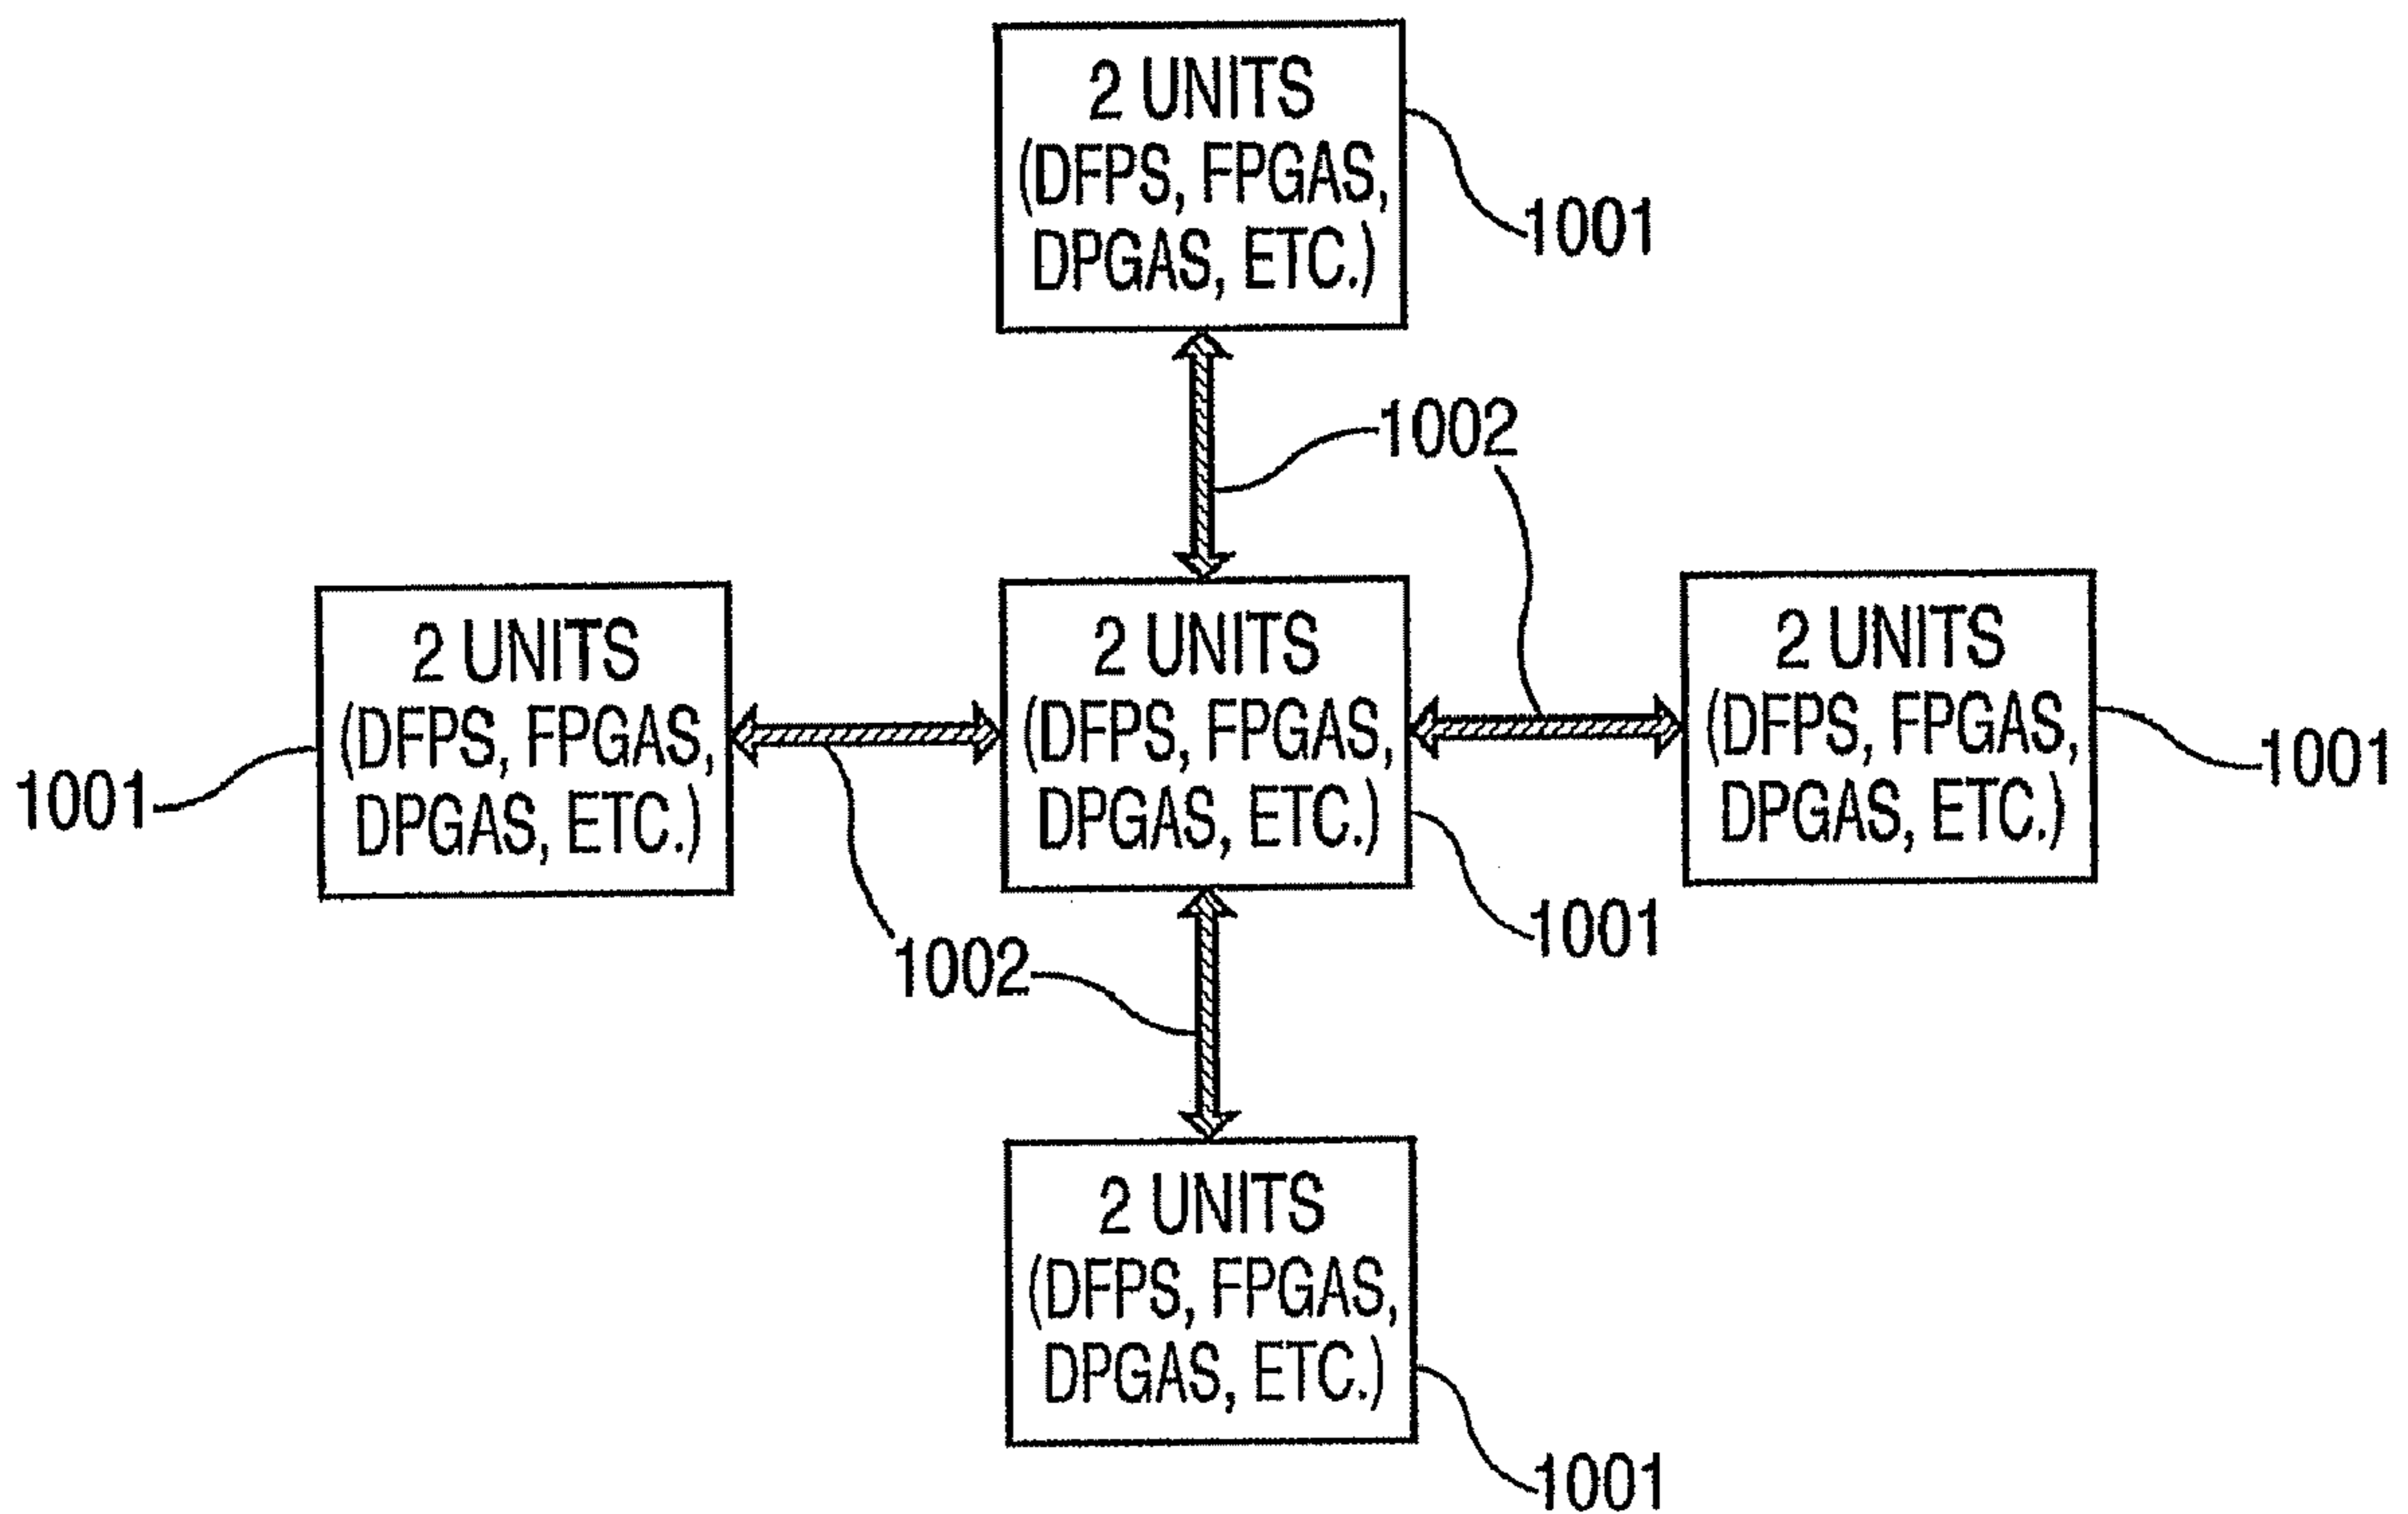 2 UNITS
(DFPS, FPGAS,
DPGAS, ETC.)
1001
1002
2 UNITS
(DFPS, FPGAS,
DPGAS, ETC.)
1001
2 UNITS
(DFPS, FPGAS,
DPGAS, ETC.)
1001
2 UNITS
(DFPS, FPGAS,
DPGAS, ETC.)
1001
1002
2 UNITS
(DFPS, FPGAS,
DPGAS, ETC.)
1001